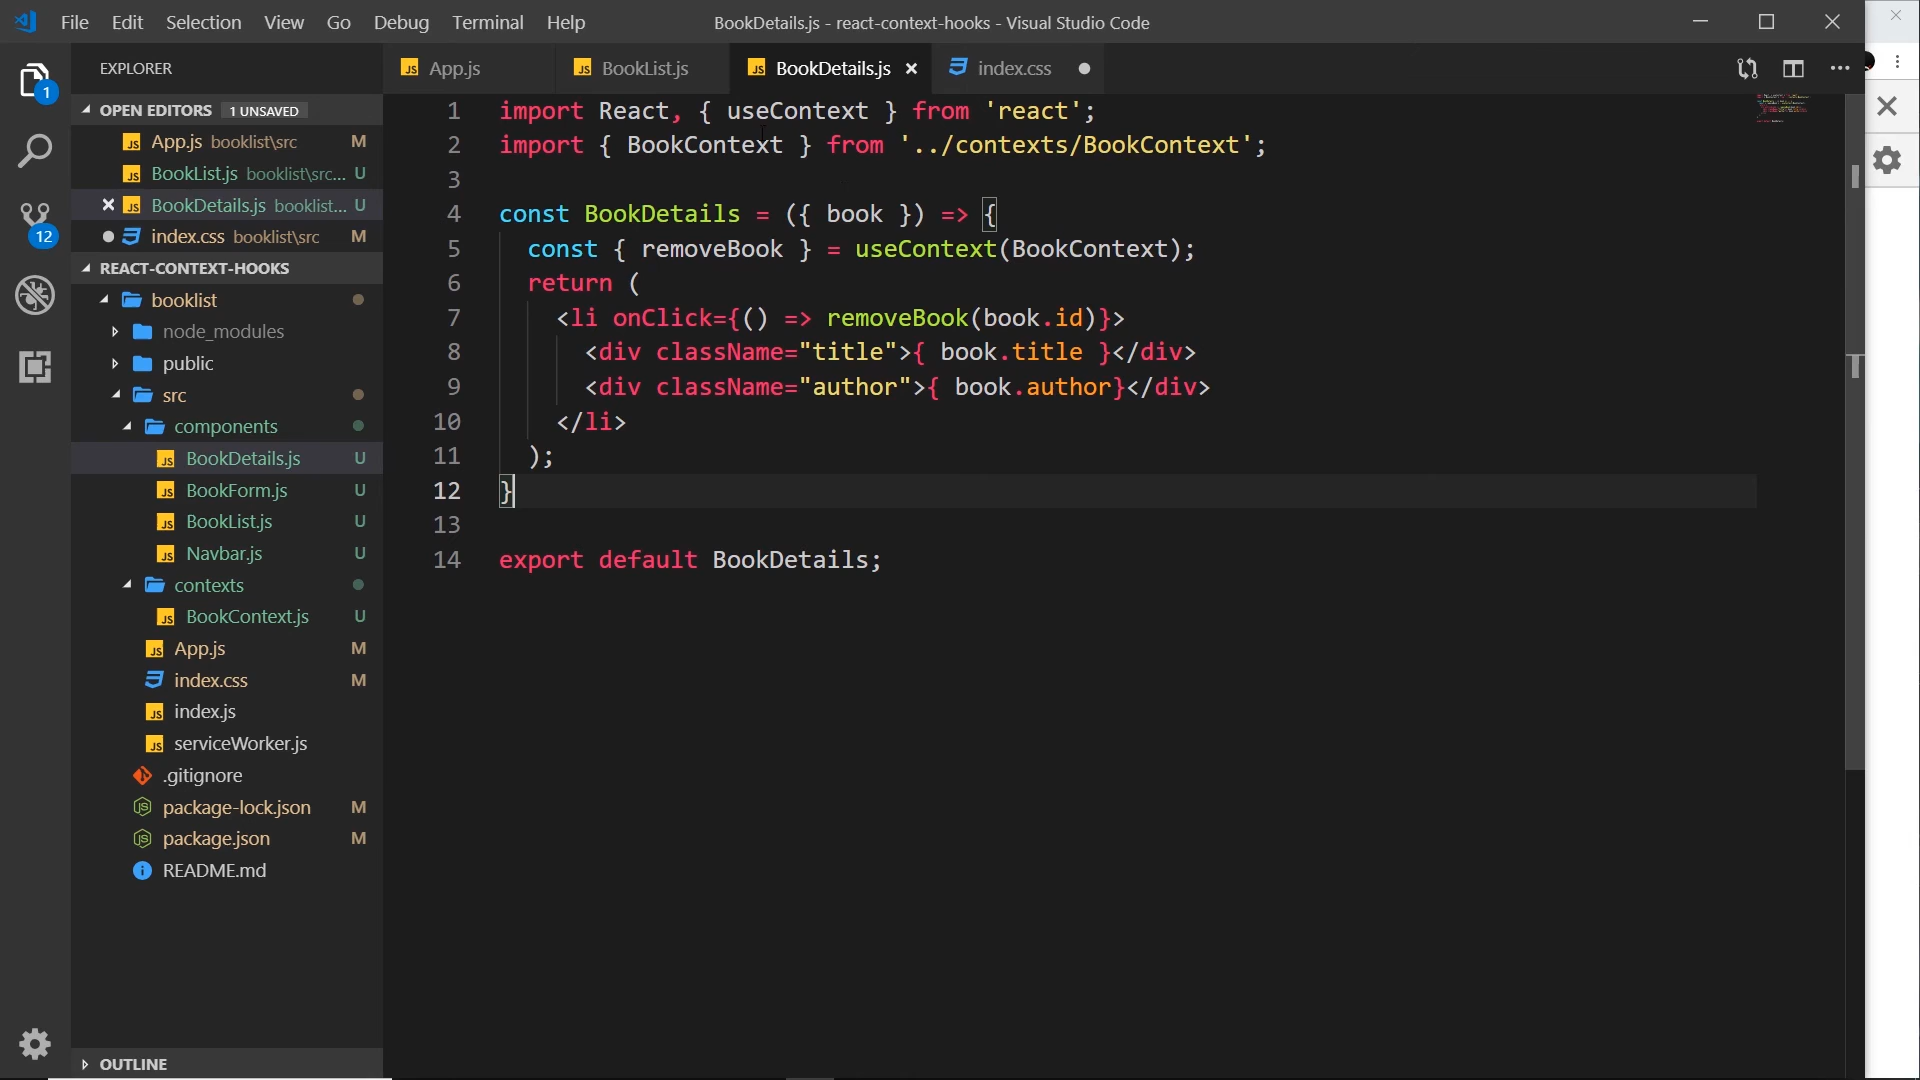 File Edit Selection View Go Debug Terminal Help
BookDetails.js - react-context-hooks - Visual Studio Code
EXPLORER
App.js
BookList.js
BookDetails.js
index.css
1
12
OPEN EDITORS 1 UNSAVED
App.js booklist\src M
BookList.js booklist\src... U
BookDetails.js booklist... U
index.css booklist\src M
REACT-CONTEXT-HOOKS
booklist
node_modules
public
src
components
BookDetails.js U
BookForm.js U
BookList.js U
Navbar.js U
contexts
BookContext.js U
App.js M
index.css M
index.js
serviceWorker.js
.gitignore
package-lock.json M
package.json M
README.md
OUTLINE
1 import React, { useContext } from 'react';
2 import { BookContext } from '../contexts/BookContext';
3
4 const BookDetails = ({ book }) => {
5 const { removeBook } = useContext(BookContext);
6 return (
7 <li onClick={() => removeBook(book.id)}>
8 <div className="title">{ book.title }</div>
9 <div className="author">{ book.author}</div>
10 </li>
11 );
12 }
13
14 export default BookDetails;